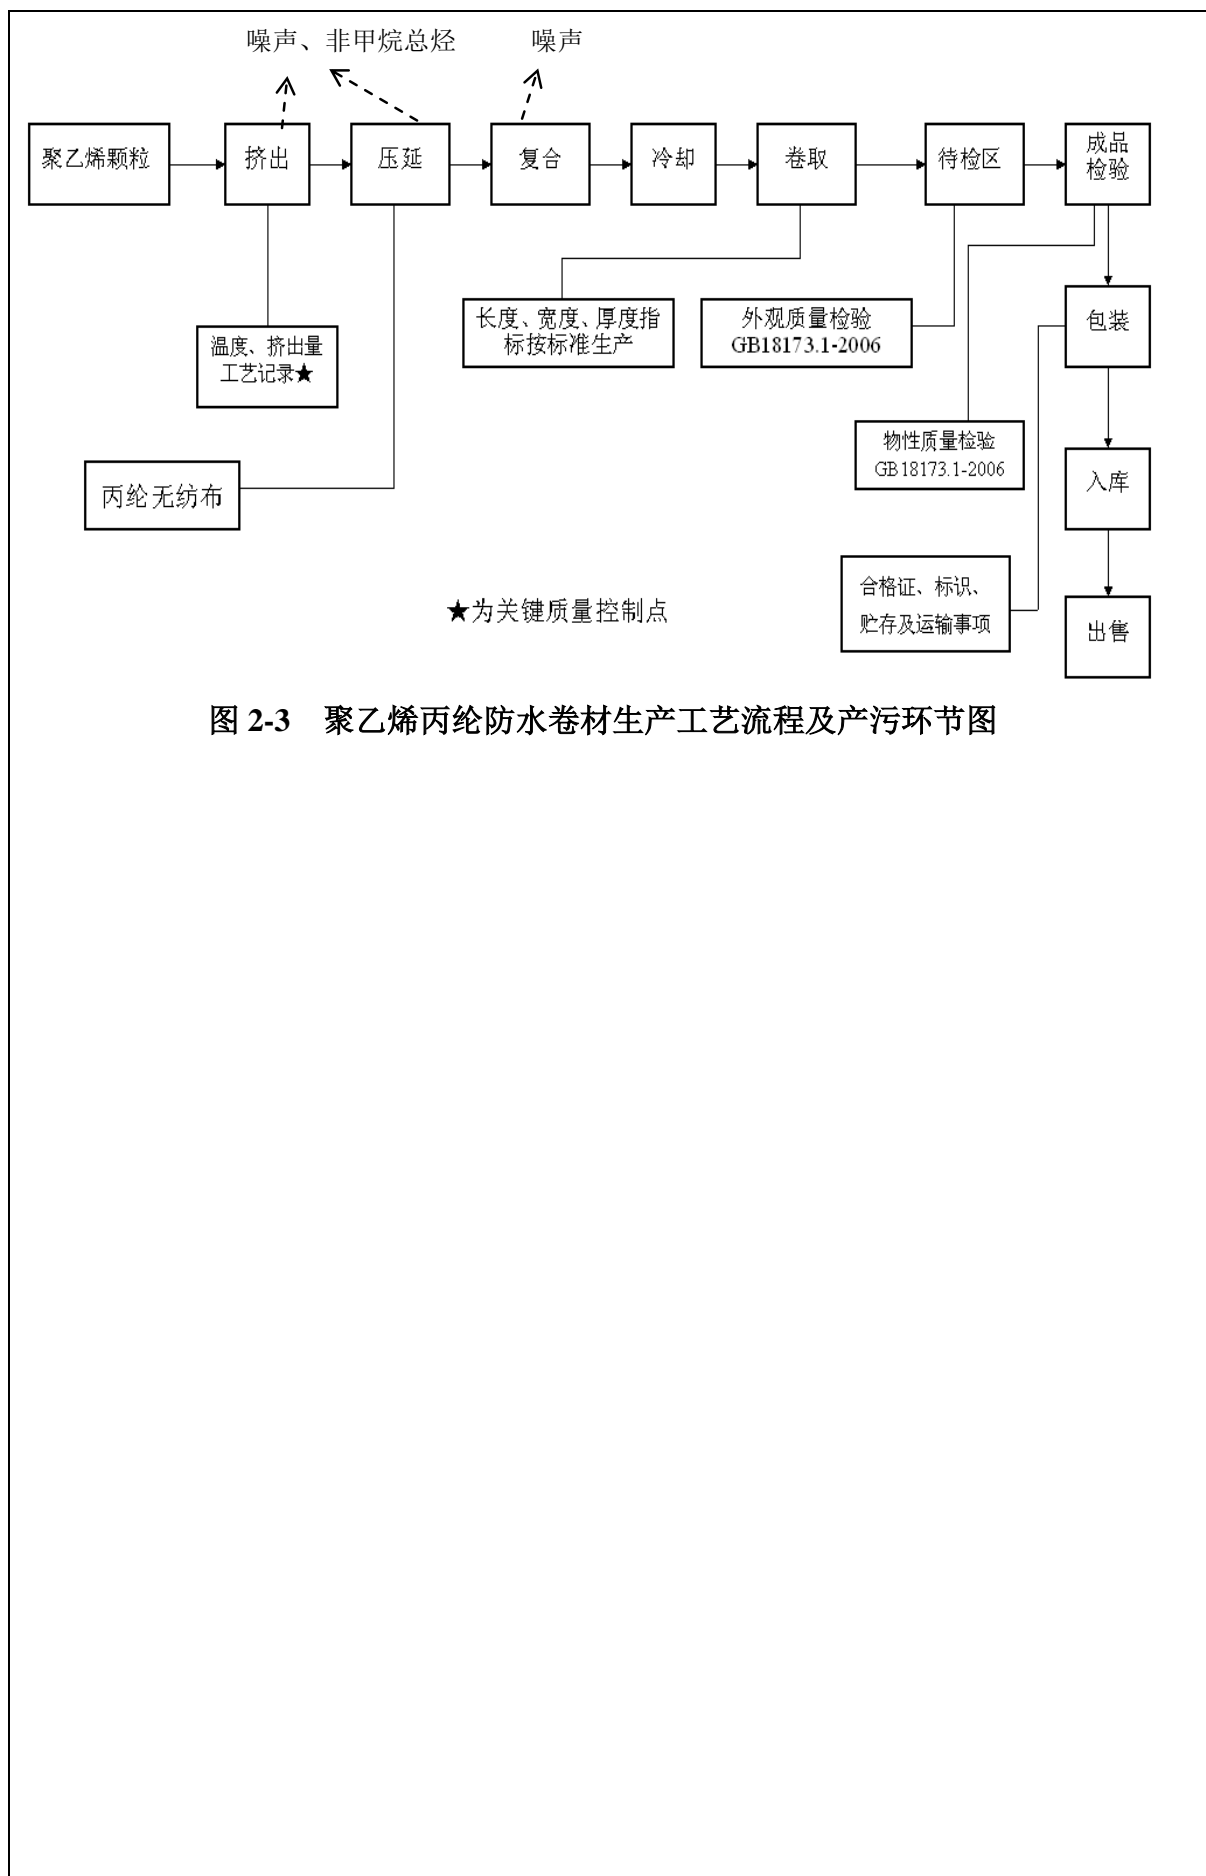 噪声、非甲烷总烃
噪声
聚乙烯颗粒
挤出
压延
复合
冷却
卷取
待检区
成品
检验
温度、挤出量
工艺记录★
长度、宽度、厚度指
标按标准生产
外观质量检验
GB18173.1-2006
包装
物性质量检验
GB18173.1-2006
丙纶无纺布
入库
合格证、标识、
贮存及运输事项
出售
★为关键质量控制点
图 2-3 聚乙烯丙纶防水卷材生产工艺流程及产污环节图